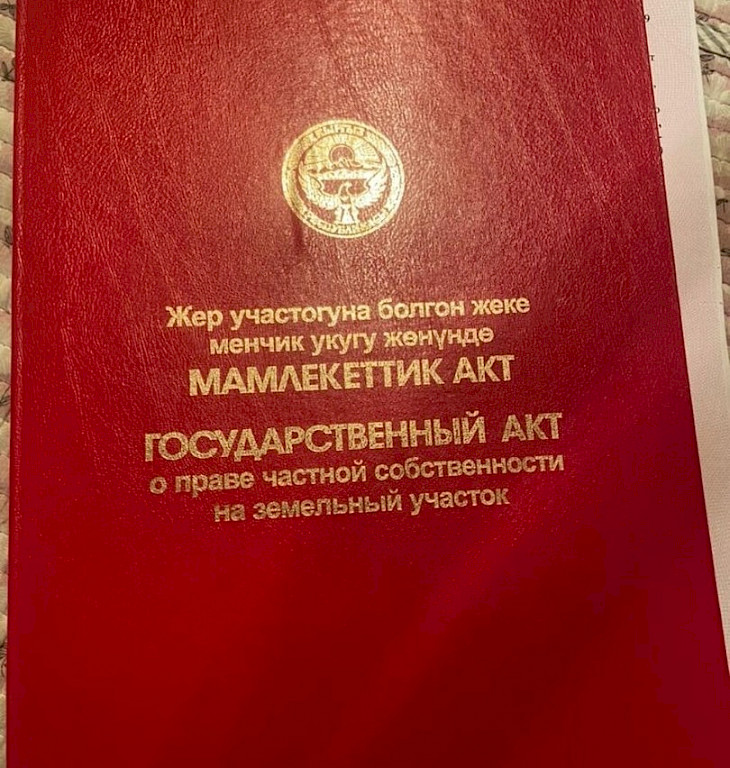 Жер участогуна болгон жеке
менчик укугу жөнүндө
МАМЛЕКЕТТИК АКТ
ГОСУДАРСТВЕННЫЙ АКТ
о праве частной собственности
на земельный участок